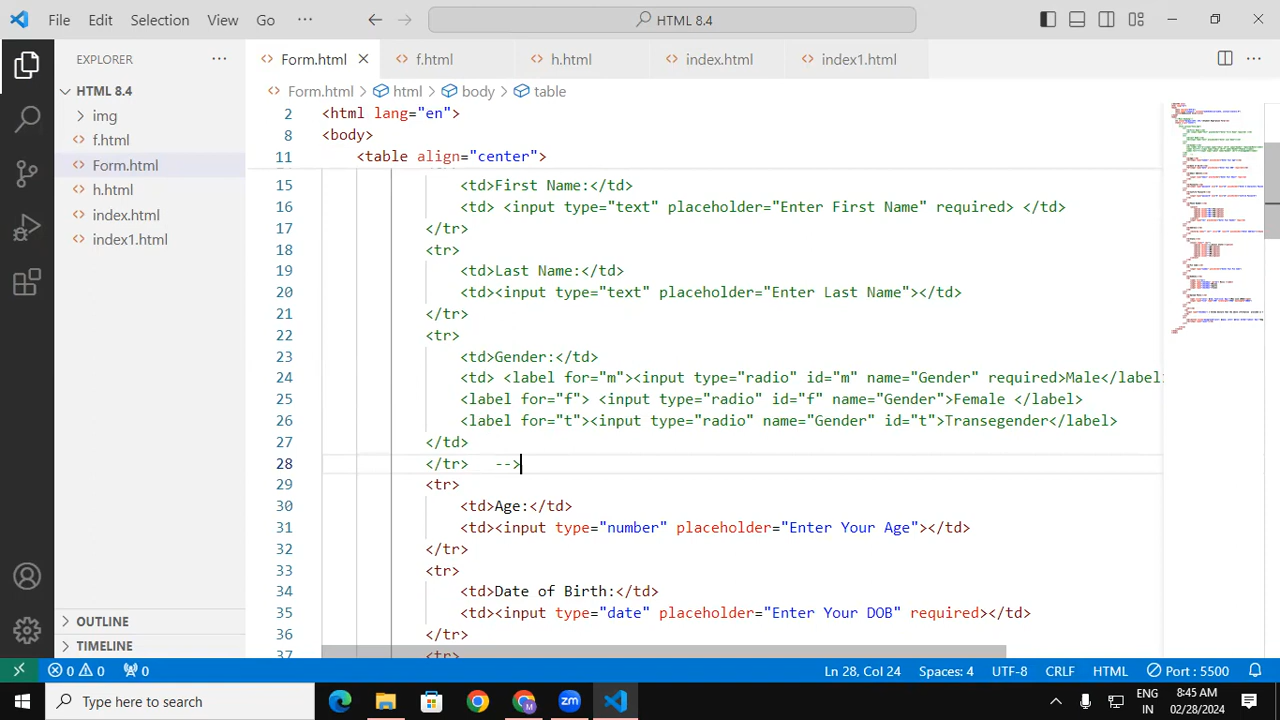 File Edit Selection View Go ··· HTML 8.4
EXPLORER ···
Form.html f.html h.html index.html index1.html
HTML 8.4
Form.html > html > body > table
img
f.html
Form.html
h.html
index.html
index1.html
2 <html lang="en">
8 <body>
11 <table align="center">
15 <td>First Name:</td>
16 <td> <input type="text" placeholder="Enter First Name" required> </td>
17 </tr>
18 <tr>
19 <td>Last Name:</td>
20 <td><input type="text" placeholder="Enter Last Name"></td>
21 </tr>
22 <tr>
23 <td>Gender:</td>
24 <td> <label for="m"><input type="radio" id="m" name="Gender" required>Male</label>
25 <label for="f"> <input type="radio" id="f" name="Gender">Female </label>
26 <label for="t"><input type="radio" name="Gender" id="t">Transegender</label>
27 </td>
28 </tr> -->
29 <tr>
30 <td>Age:</td>
31 <td><input type="number" placeholder="Enter Your Age"></td>
32 </tr>
33 <tr>
34 <td>Date of Birth:</td>
35 <td><input type="date" placeholder="Enter Your DOB" required></td>
36 </tr>
37 <tr>
OUTLINE
TIMELINE
0 0 0 Ln 28, Col 24 Spaces: 4 UTF-8 CRLF HTML Port : 5500
Type here to search
zm
ENG
IN
8:45 AM
02/28/2024